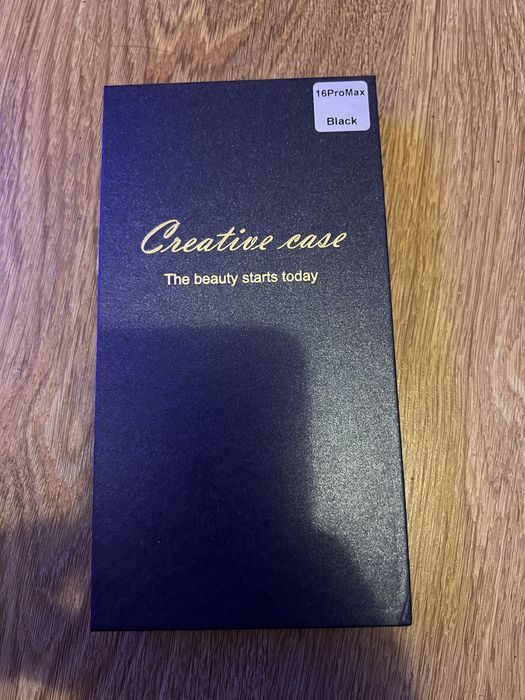 16ProMax
Black
Creative case
The beauty starts today